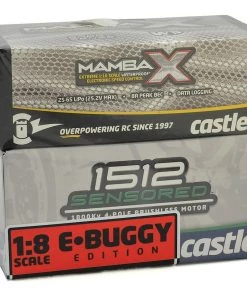 MAMBA X
EXTREME 1:10 SCALE WATERPROOF
ELECTRONIC SPEED CONTROL
2S-6S LiPo (25.2V MAX) • 8A PEAK BEC • DATA LOGGING
OVERPOWERING RC SINCE 1997
castle
1512
SENSORED
1800KV 4-POLE BRUSHLESS MOTOR
1:8 E•BUGGY
SCALE EDITION
castle